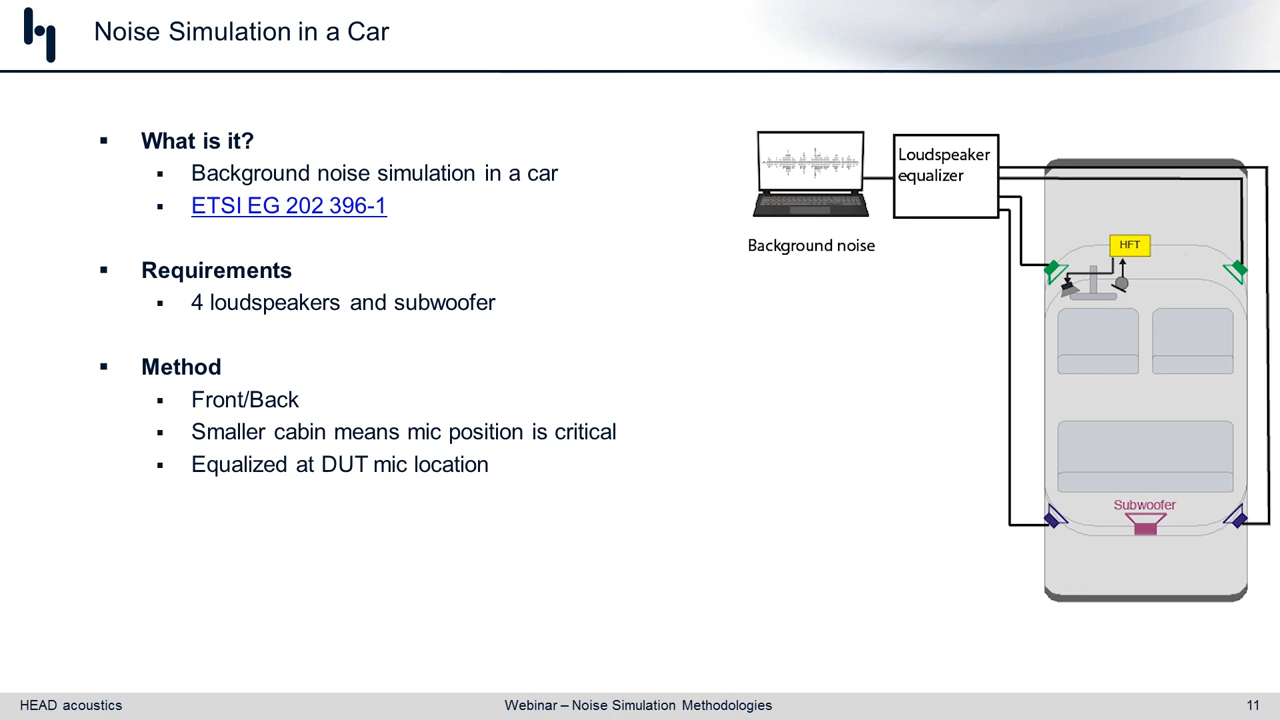 Noise Simulation in a Car
What is it?
Background noise simulation in a car
ETSI EG 202 396-1
Requirements
4 loudspeakers and subwoofer
Method
Front/Back
Smaller cabin means mic position is critical
Equalized at DUT mic location
Loudspeaker
equalizer
Background noise
HFT
Subwoofer
HEAD acoustics
Webinar – Noise Simulation Methodologies
11